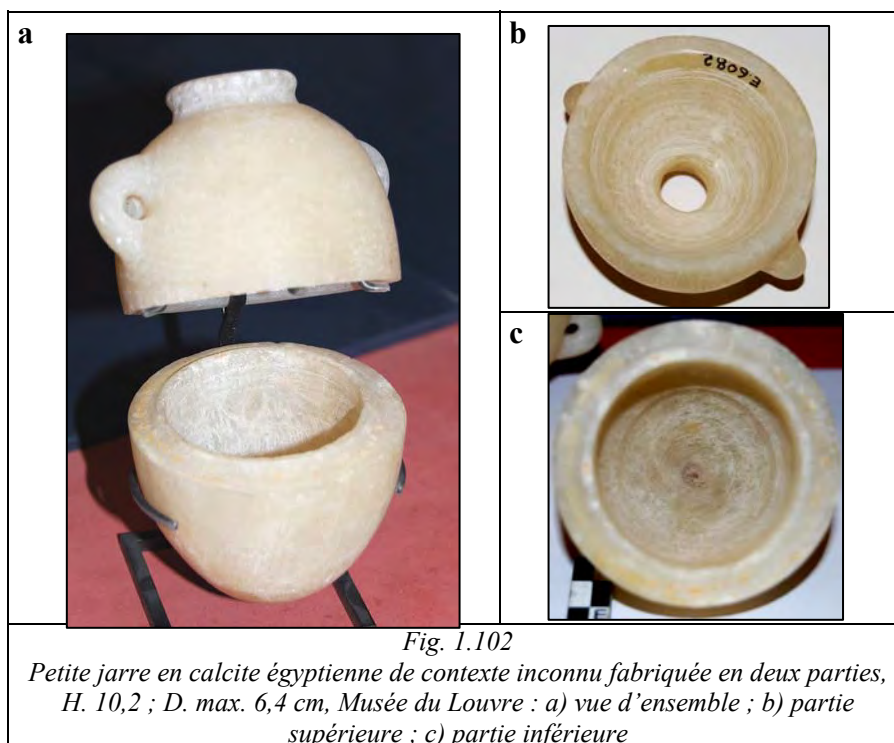 a
b
E.6082
c
Fig. 1.102
Petite jarre en calcite égyptienne de contexte inconnu fabriquée en deux parties,
H. 10,2 ; D. max. 6,4 cm, Musée du Louvre : a) vue d’ensemble ; b) partie
supérieure ; c) partie inférieure